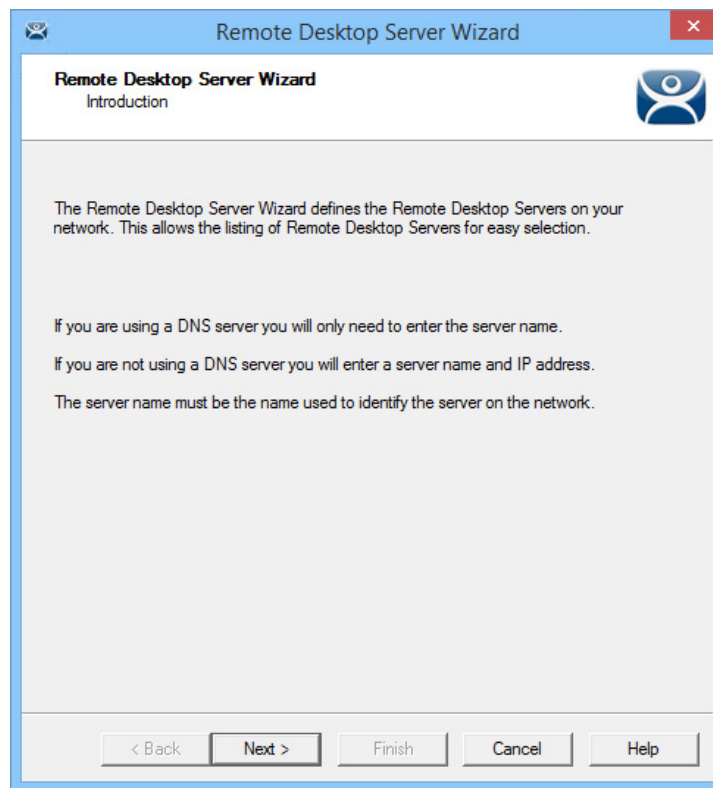 Remote Desktop Server Wizard
Remote Desktop Server Wizard
Introduction
The Remote Desktop Server Wizard defines the Remote Desktop Servers on your
network. This allows the listing of Remote Desktop Servers for easy selection.
If you are using a DNS server you will only need to enter the server name.
If you are not using a DNS server you will enter a server name and IP address.
The server name must be the name used to identify the server on the network.
< Back
Next >
Finish
Cancel
Help